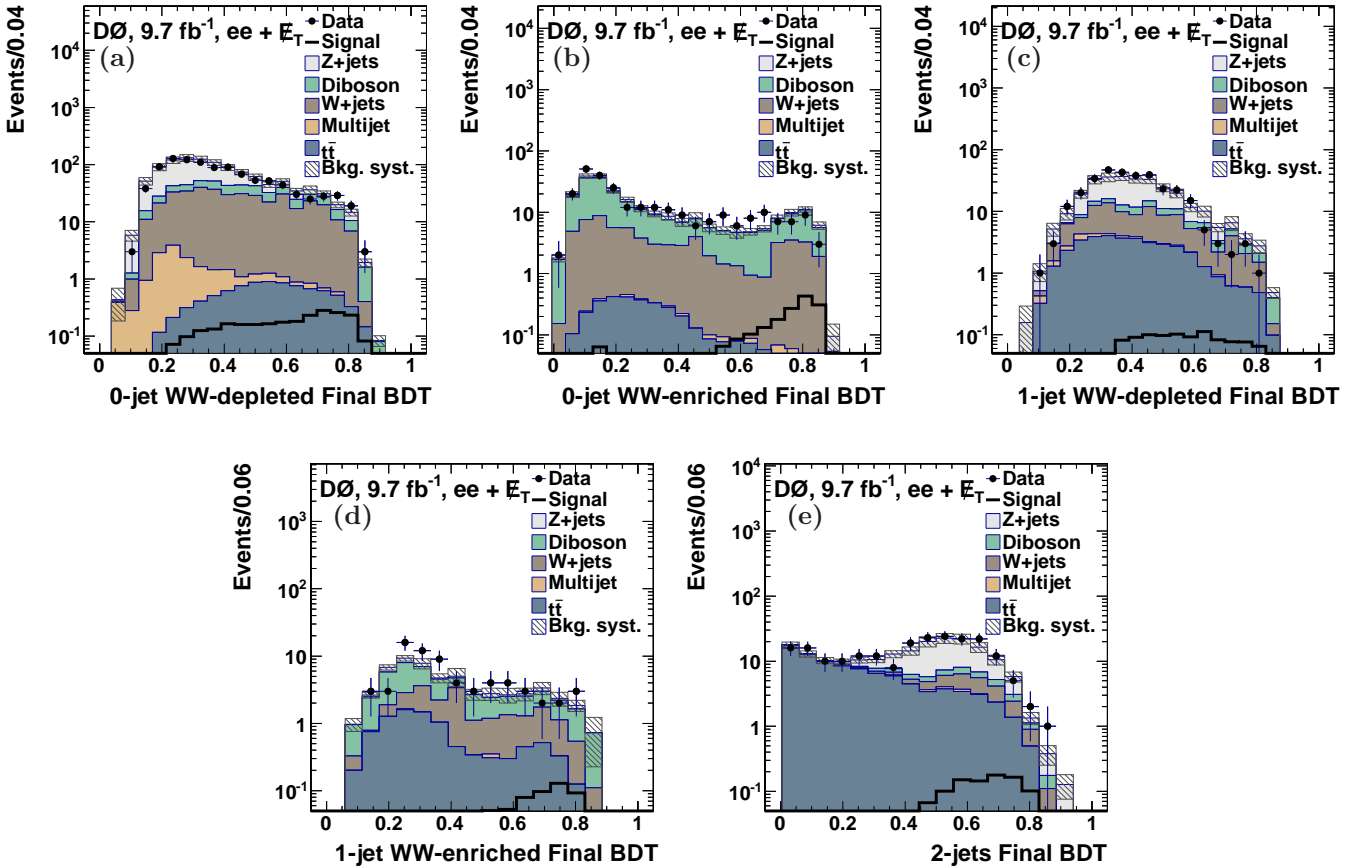 Events/0.04
10⁴
10³
10²
10
1
10⁻¹
DØ, 9.7 fb⁻¹, ee + E̸_T
(a)
Data
Signal
Z+jets
Diboson
W+jets
Multijet
tt̄
Bkg. syst.
0 0.2 0.4 0.6 0.8 1
0-jet WW-depleted Final BDT
Events/0.04
10⁴
10³
10²
10
1
10⁻¹
DØ, 9.7 fb⁻¹, ee + E̸_T
(b)
Data
Signal
Z+jets
Diboson
W+jets
Multijet
tt̄
Bkg. syst.
0 0.2 0.4 0.6 0.8 1
0-jet WW-enriched Final BDT
Events/0.04
10⁴
10³
10²
10
1
10⁻¹
DØ, 9.7 fb⁻¹, ee + E̸_T
(c)
Data
Signal
Z+jets
Diboson
W+jets
Multijet
tt̄
Bkg. syst.
0 0.2 0.4 0.6 0.8 1
1-jet WW-depleted Final BDT
Events/0.06
10³
10²
10
1
10⁻¹
DØ, 9.7 fb⁻¹, ee + E̸_T
(d)
Data
Signal
Z+jets
Diboson
W+jets
Multijet
tt̄
Bkg. syst.
0 0.2 0.4 0.6 0.8 1
1-jet WW-enriched Final BDT
Events/0.06
10⁴
10³
10²
10
1
10⁻¹
DØ, 9.7 fb⁻¹, ee + E̸_T
(e)
Data
Signal
Z+jets
Diboson
W+jets
Multijet
tt̄
Bkg. syst.
0 0.2 0.4 0.6 0.8 1
2-jets Final BDT